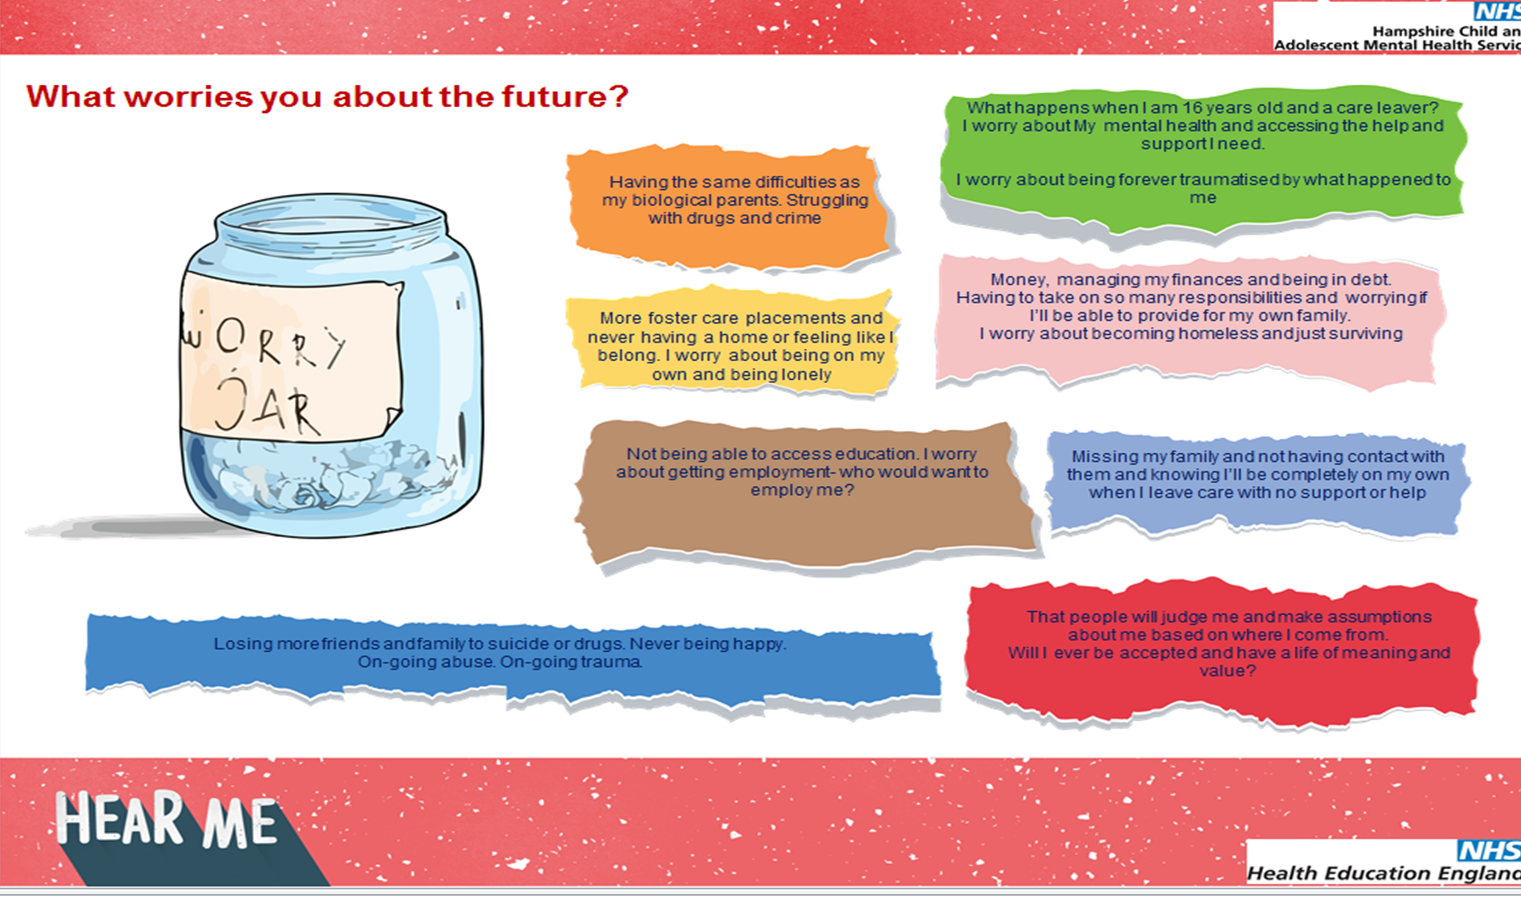 NHS
Hampshire Child an
Adolescent Mental Health Servic
What worries you about the future?
WORRY
JAR
Having the same difficulties as
my biological parents. Struggling
with drugs and crime
What happens when I am 16 years old and a care leaver?
I worry about My mental health and accessing the help and
support I need.
I worry about being forever traumatised by what happened to
me
More foster care placements and
never having a home or feeling like I
belong. I worry about being on my
own and being lonely
Money, managing my finances and being in debt.
Having to take on so many responsibilities and worrying if
I'll be able to provide for my own family.
I worry about becoming homeless and just surviving
Not being able to access education. I worry
about getting employment- who would want to
employ me?
Missing my family and not having contact with
them and knowing I'll be completely on my own
when I leave care with no support or help
Losing more friends and family to suicide or drugs. Never being happy.
On-going abuse. On-going trauma.
That people will judge me and make assumptions
about me based on where I come from.
Will I ever be accepted and have a life of meaning and
value?
HEAR ME
NHS
Health Education England